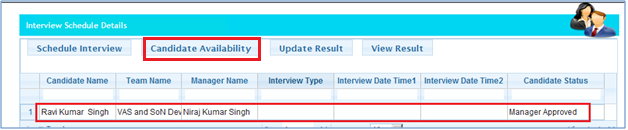 Interview Schedule Details
Schedule Interview Candidate Availability Update Result View Result
Candidate Name Team Name Manager Name Interview Type Interview Date Time1 Interview Date Time2 Candidate Status
1 Ravi Kumar Singh VAS and SoN Dev Niraj Kumar Singh Manager Approved